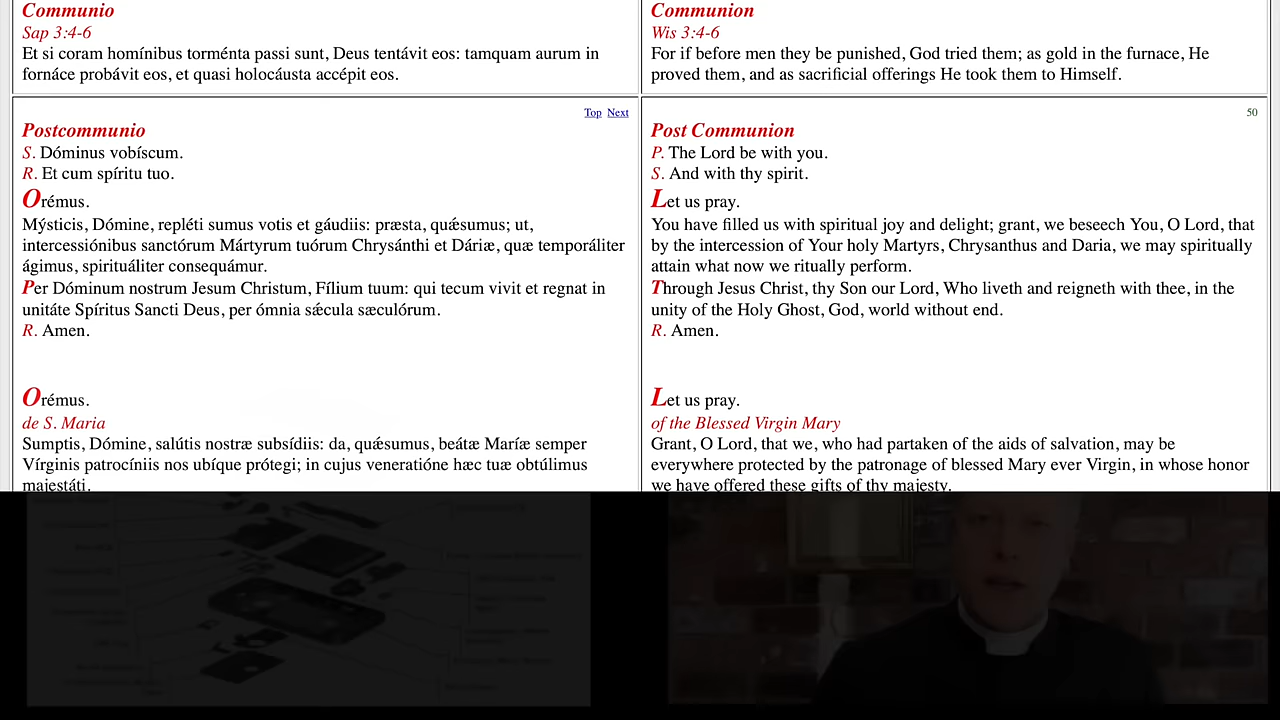 Communio
Sap 3:4-6
Et si coram homínibus torménta passi sunt, Deus tentávit eos: tamquam aurum in
fornáce probávit eos, et quasi holocáusta accépit eos.
Top Next
Postcommunio
S. Dóminus vobíscum.
R. Et cum spíritu tuo.
Orémus.
Mýsticis, Dómine, repléti sumus votis et gáudiis: præsta, quǽsumus; ut,
intercessiónibus sanctórum Mártyrum tuórum Chrysánthi et Dáriæ, quæ temporáliter
ágimus, spirituáliter consequámur.
Per Dóminum nostrum Jesum Christum, Fílium tuum: qui tecum vivit et regnat in
unitáte Spíritus Sancti Deus, per ómnia sǽcula sæculórum.
R. Amen.
Orémus.
de S. Maria
Sumptis, Dómine, salútis nostræ subsídiis: da, quǽsumus, beátæ Maríæ semper
Vírginis patrocíniis nos ubíque prótegi; in cujus veneratióne hæc tuæ obtúlimus
majestáti.
Communion
Wis 3:4-6
For if before men they be punished, God tried them; as gold in the furnace, He
proved them, and as sacrificial offerings He took them to Himself.
50
Post Communion
P. The Lord be with you.
S. And with thy spirit.
Let us pray.
You have filled us with spiritual joy and delight; grant, we beseech You, O Lord, that
by the intercession of Your holy Martyrs, Chrysanthus and Daria, we may spiritually
attain what now we ritually perform.
Through Jesus Christ, thy Son our Lord, Who liveth and reigneth with thee, in the
unity of the Holy Ghost, God, world without end.
R. Amen.
Let us pray.
of the Blessed Virgin Mary
Grant, O Lord, that we, who had partaken of the aids of salvation, may be
everywhere protected by the patronage of blessed Mary ever Virgin, in whose honor
we have offered these gifts of thy majesty.